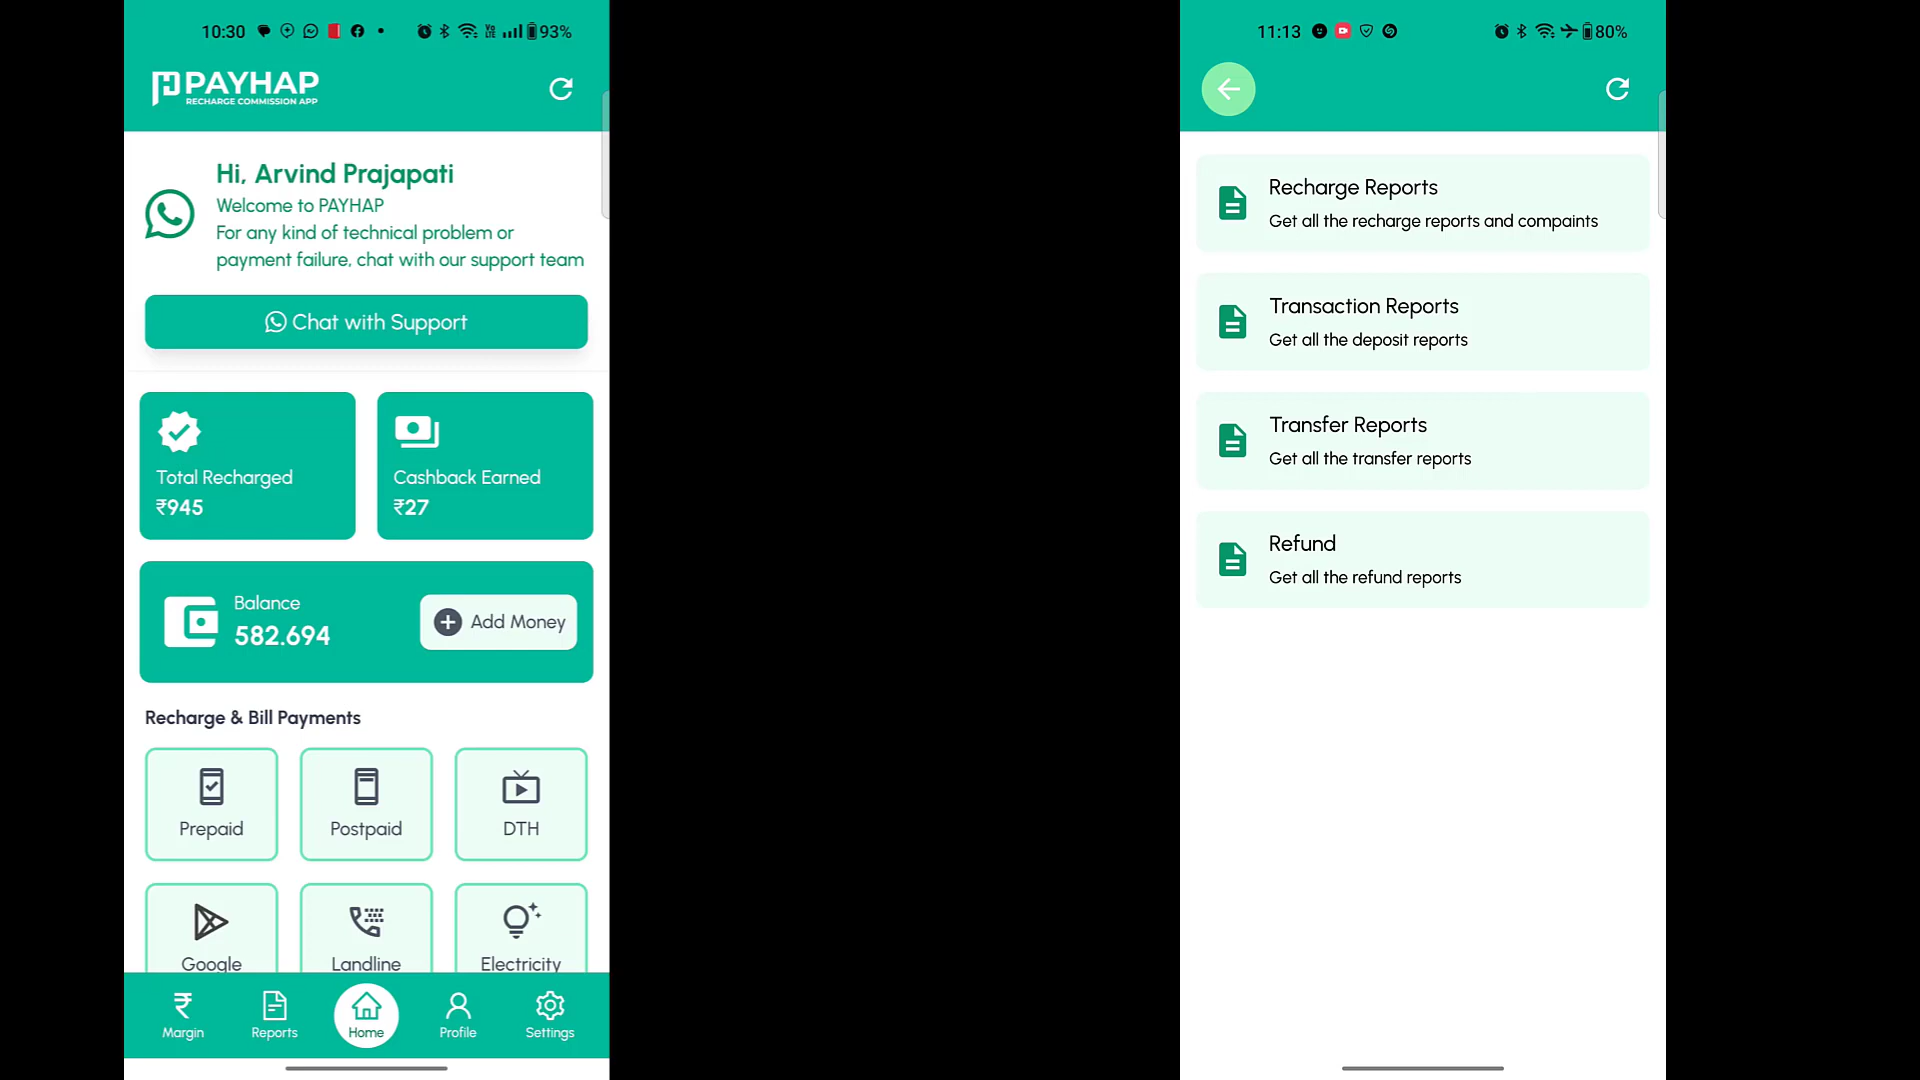 10:30
VoLTE
93%
PAYHAP
RECHARGE COMMISSION APP
Hi, Arvind Prajapati
Welcome to PAYHAP
For any kind of technical problem or
payment failure, chat with our support team
Chat with Support
Total Recharged
₹945
Cashback Earned
₹27
Balance
582.694
Add Money
Recharge & Bill Payments
Prepaid
Postpaid
DTH
Google
Landline
Electricity
Margin
Reports
Home
Profile
Settings
11:13
80%
Recharge Reports
Get all the recharge reports and compaints
Transaction Reports
Get all the deposit reports
Transfer Reports
Get all the transfer reports
Refund
Get all the refund reports